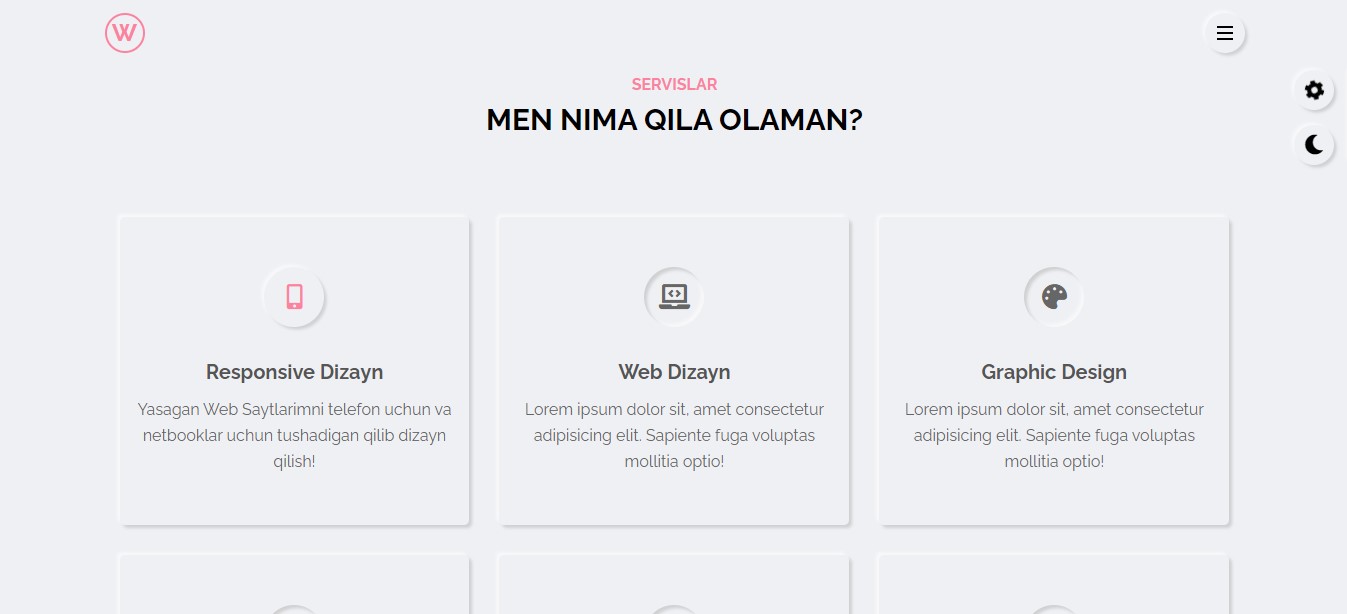 W
SERVISLAR
MEN NIMA QILA OLAMAN?
Responsive Dizayn
Yasagan Web Saytlarimni telefon uchun va
netbooklar uchun tushadigan qilib dizayn
qilish!
Web Dizayn
Lorem ipsum dolor sit, amet consectetur
adipisicing elit. Sapiente fuga voluptas
mollitia optio!
Graphic Design
Lorem ipsum dolor sit, amet consectetur
adipisicing elit. Sapiente fuga voluptas
mollitia optio!